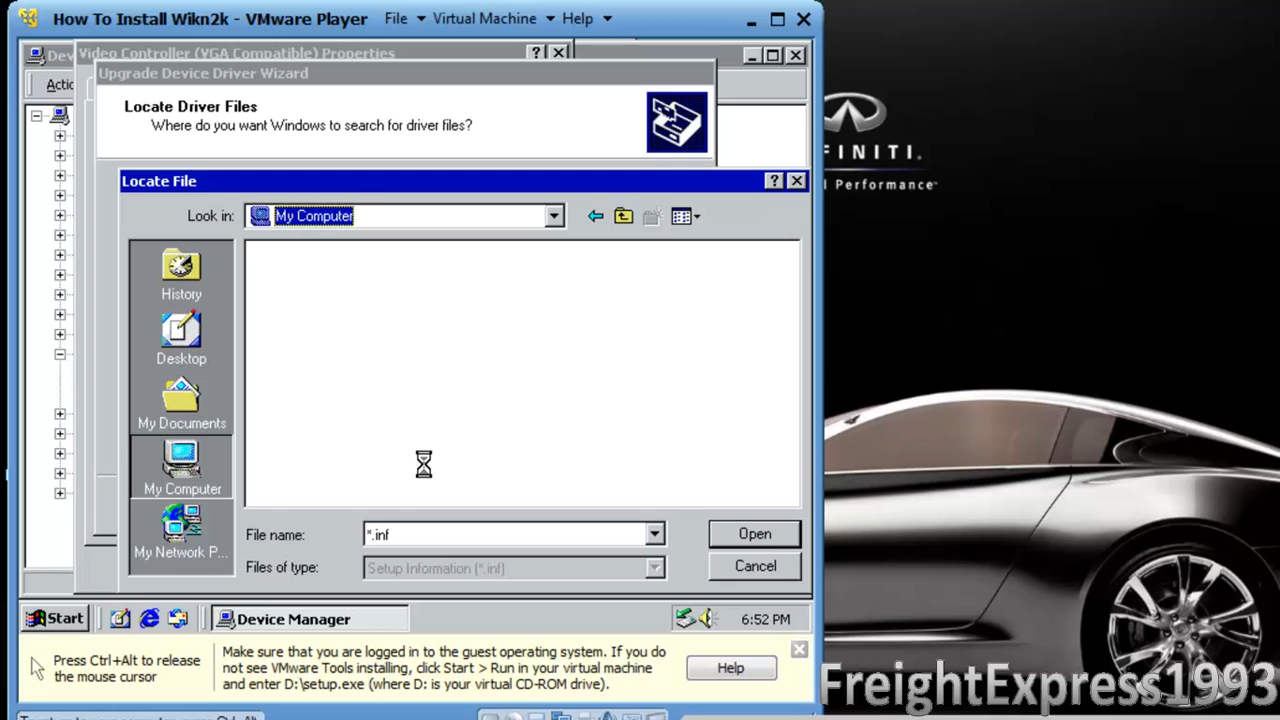 How To Install Wikn2k - VMware Player File Virtual Machine Help
Video Controller (VGA Compatible) Properties
Upgrade Device Driver Wizard
Locate Driver Files
Where do you want Windows to search for driver files?
FINITI.
l Performance™
Locate File
Look in: My Computer
History
Desktop
My Documents
My Computer
My Network P...
File name: *.inf Open
Files of type: Setup Information (*.inf) Cancel
Start Device Manager 6:52 PM
Press Ctrl+Alt to release
the mouse cursor
Make sure that you are logged in to the guest operating system. If you do
not see VMware Tools installing, click Start > Run in your virtual machine
and enter D:\setup.exe (where D: is your virtual CD-ROM drive).
Help
FreightExpress1993